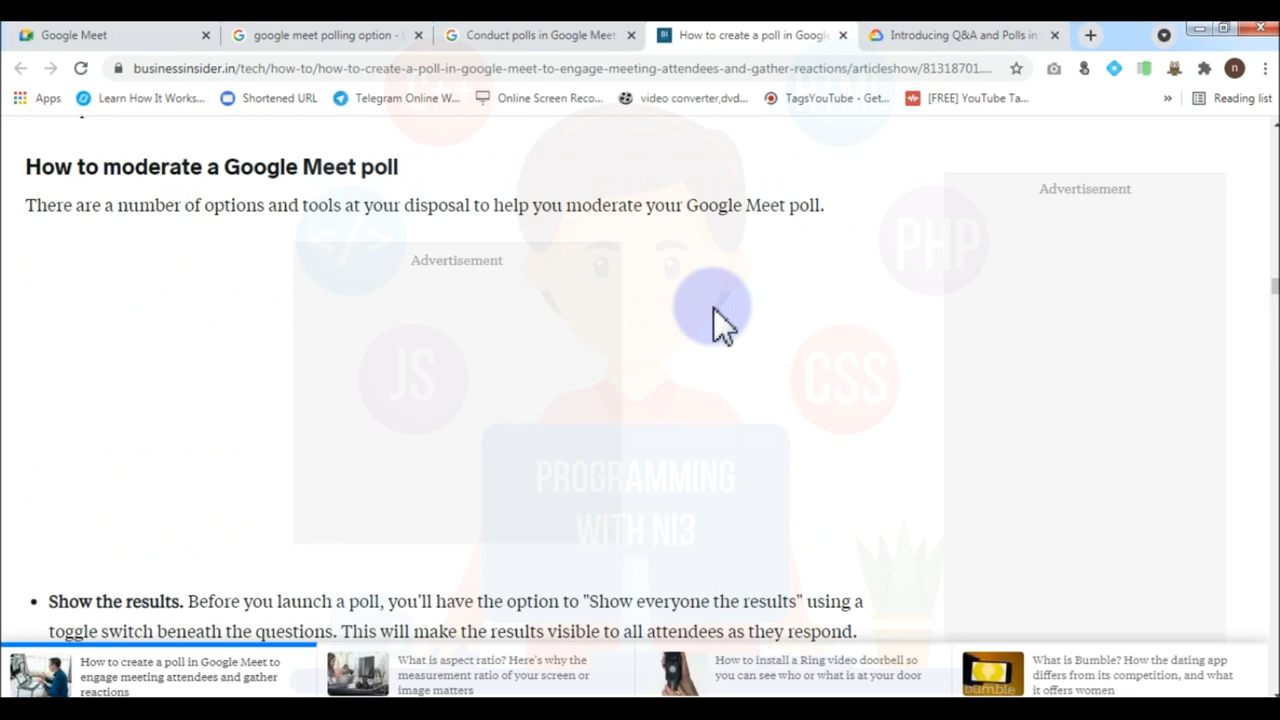 Google Meet
google meet polling option -
Conduct polls in Google Meet
How to create a poll in Google
Introducing Q&A and Polls in
businessinsider.in/tech/how-to/how-to-create-a-poll-in-google-meet-to-engage-meeting-attendees-and-gather-reactions/articleshow/81318701....
n
Apps
Learn How It Works...
Shortened URL
Telegram Online W...
Online Screen Reco...
video converter,dvd...
TagsYouTube - Get...
[FREE] YouTube Ta...
»
Reading list
C++
HTML
How to moderate a Google Meet poll
Advertisement
There are a number of options and tools at your disposal to help you moderate your Google Meet poll.
</>
PHP
Advertisement
JS
CSS
PROGRAMMING
WITH NI3
• Show the results. Before you launch a poll, you'll have the option to "Show everyone the results" using a
toggle switch beneath the questions. This will make the results visible to all attendees as they respond.
How to create a poll in Google Meet to
engage meeting attendees and gather
reactions
What is aspect ratio? Here's why the
measurement ratio of your screen or
image matters
How to install a Ring video doorbell so
you can see who or what is at your door
bumble
What is Bumble? How the dating app
differs from its competition, and what
it offers women